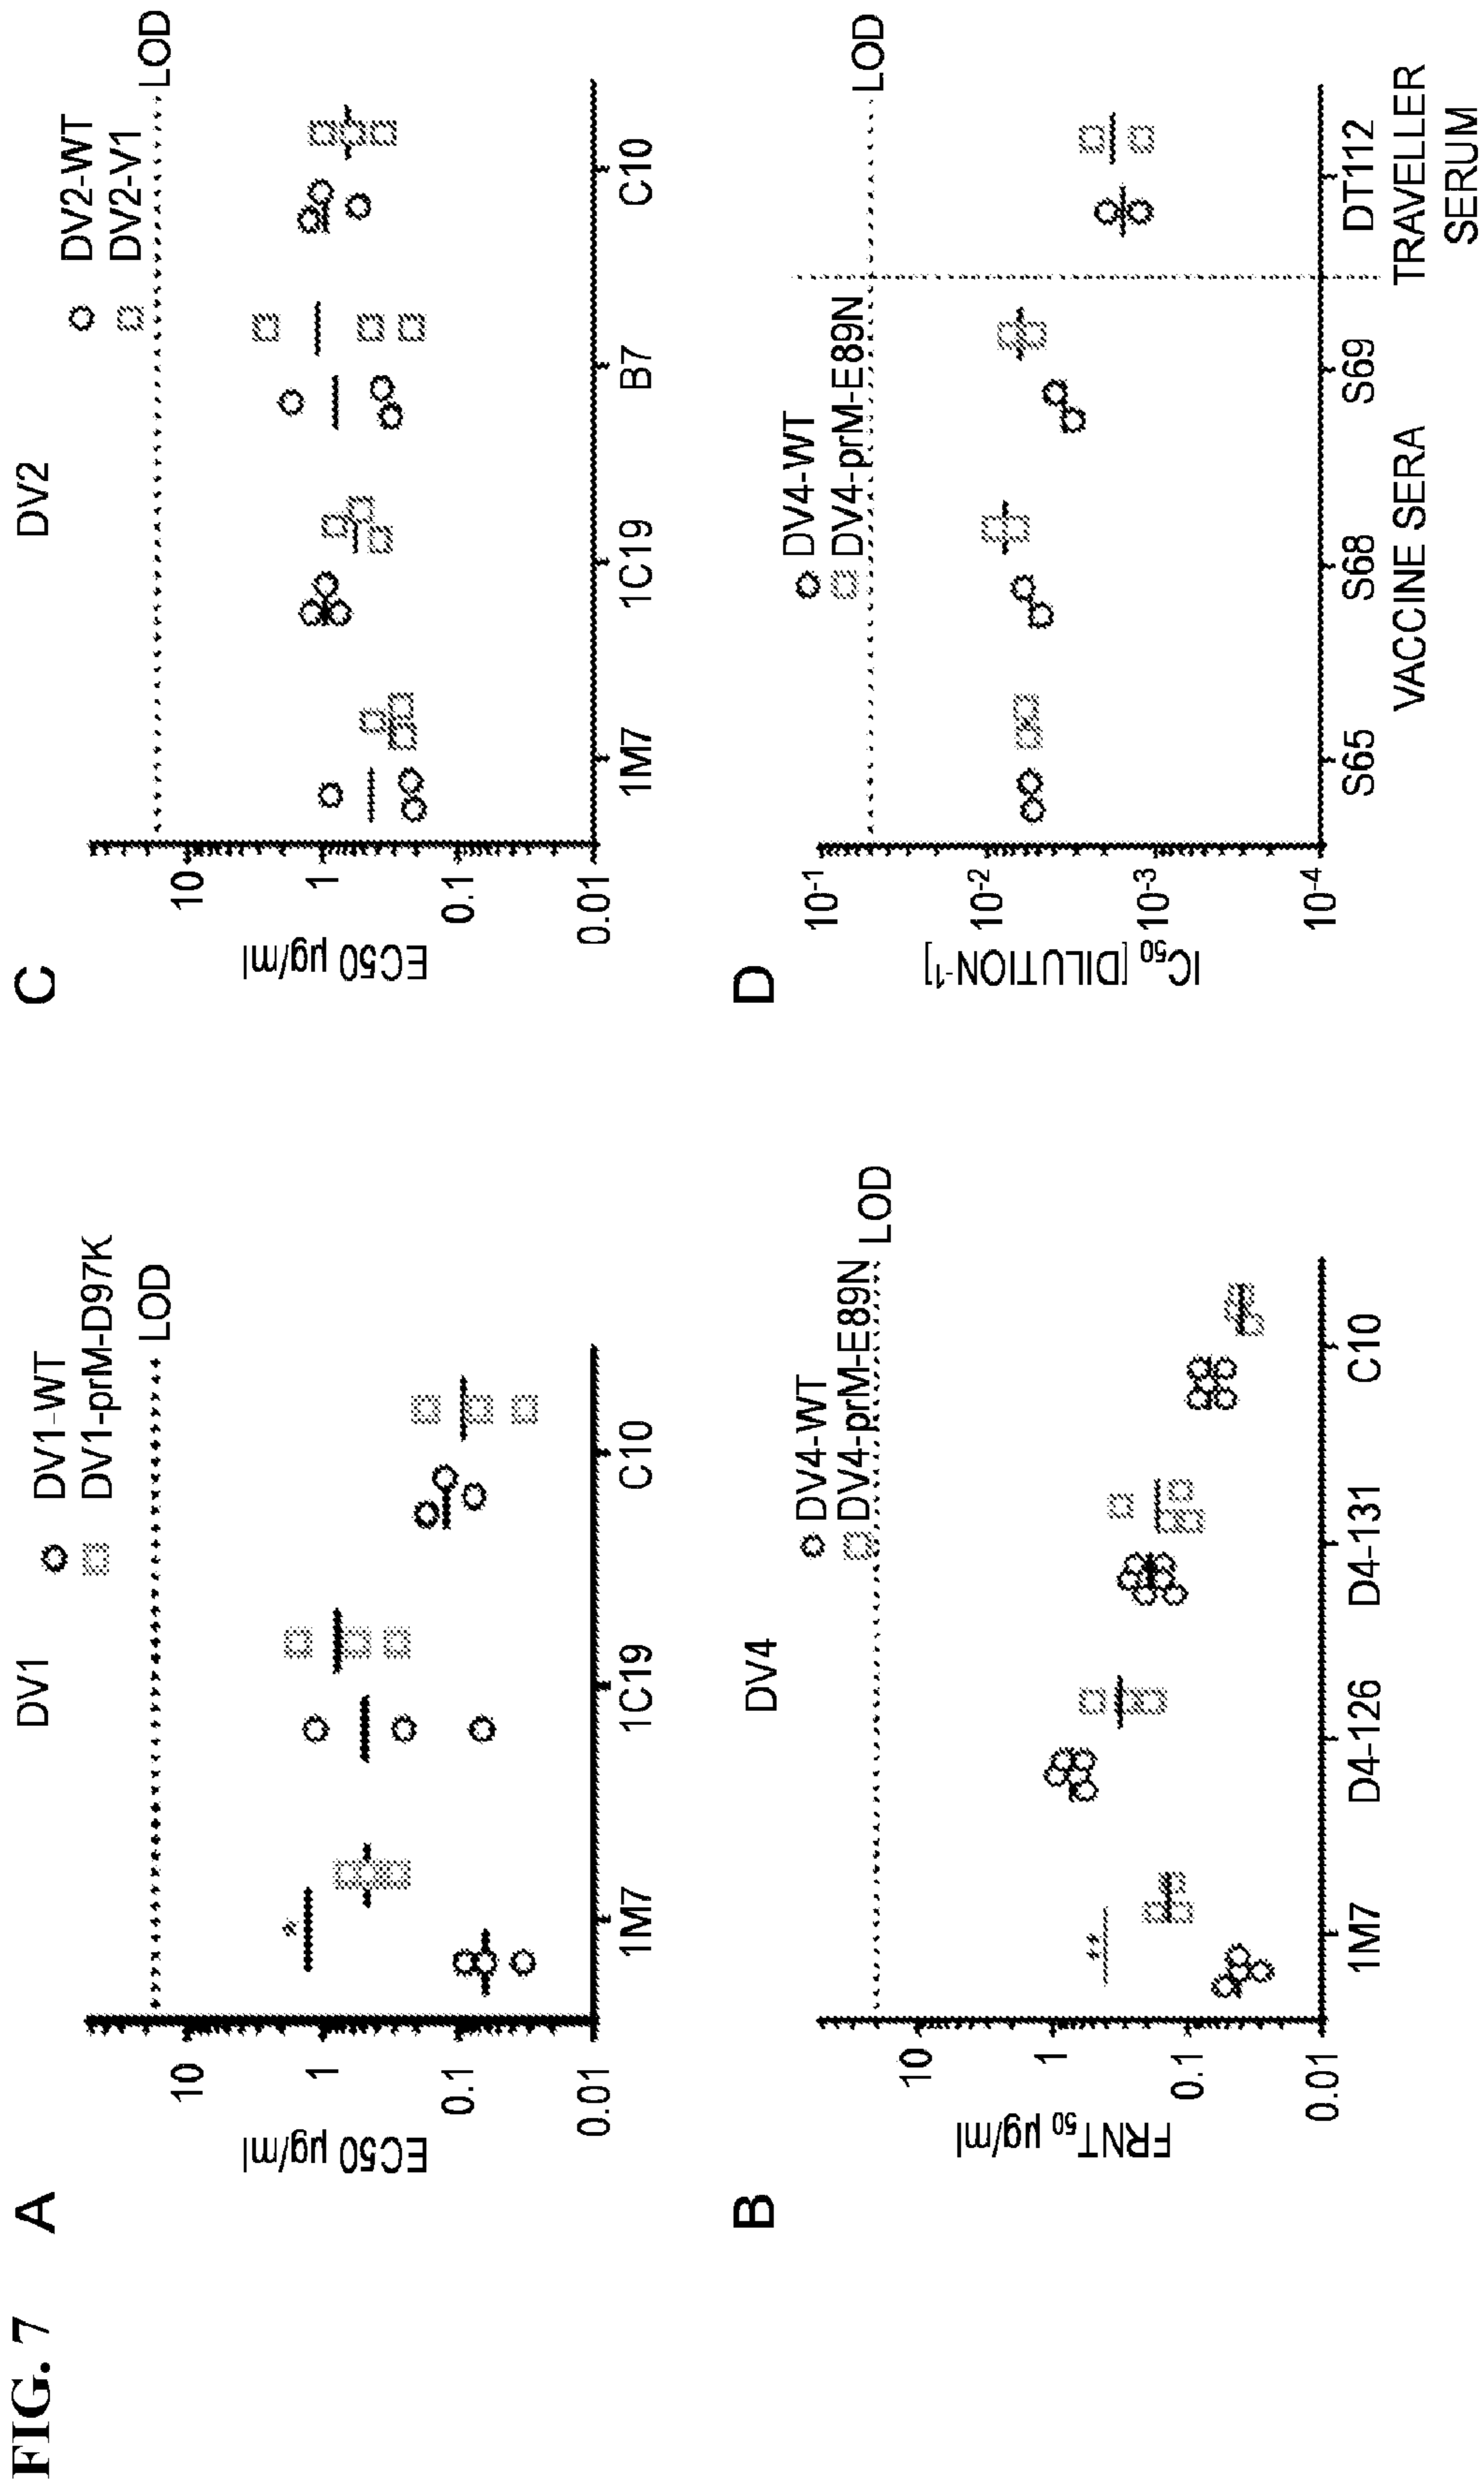 FIG. 7
A
DV1
DV1-WT
DV1-prM-D97K
LOD
EC50 µg/ml
10
1
0.1
0.01
*
1M7
1C19
C10
B
DV4
DV4-WT
DV4-prM-E89N
LOD
FRNT50 µg/ml
10
1
0.1
0.01
**
1M7
D4-126
D4-131
C10
C
DV2
DV2-WT
DV2-V1
LOD
EC50 µg/ml
10
1
0.1
0.01
1M7
1C19
B7
C10
D
DV4-WT
DV4-prM-E89N
LOD
IC50 [DILUTION-1]
10-1
10-2
10-3
10-4
S65
S68
S69
DT112
VACCINE SERA
TRAVELLER
SERUM